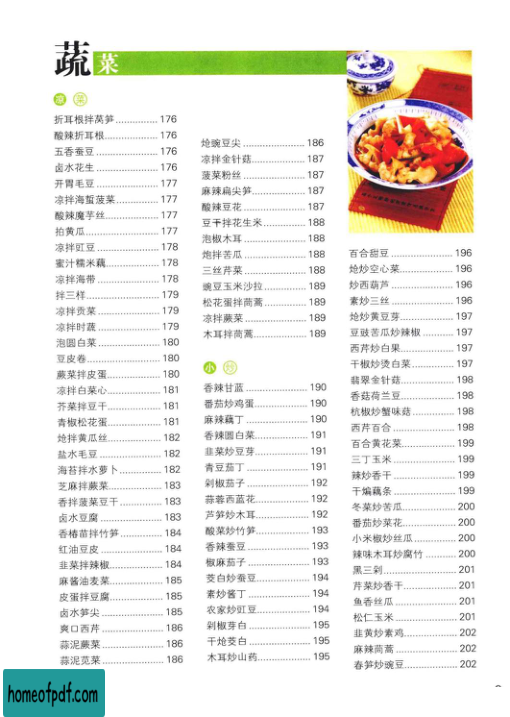 蔬菜
凉 菜
折耳根拌莴笋 176
酸辣折耳根 176
五香蚕豆 176
卤水花生 176
开胃毛豆 177
凉拌海蜇菠菜 177
酸辣魔芋丝 177
拍黄瓜 177
凉拌豇豆 178
蜜汁糯米藕 178
凉拌海带 178
拌三样 179
凉拌贡菜 179
凉拌时蔬 179
泡圆白菜 180
豆皮卷 180
蕨菜拌皮蛋 180
凉拌白菜心 181
芥菜拌豆干 181
青椒松花蛋 181
炝拌黄瓜丝 182
盐水毛豆 182
海苔拌水萝卜 182
芝麻拌蕨菜 183
香拌菠菜豆干 183
卤水豆腐 183
香椿苗拌竹笋 184
红油豆皮 184
韭菜拌辣椒 184
麻酱油麦菜 185
皮蛋拌豆腐 185
卤水笋尖 185
爽口西芹 186
蒜泥蕨菜 186
蒜泥苋菜 186
炝豌豆尖 186
凉拌金针菇 187
菠菜粉丝 187
麻辣扁尖笋 187
酸辣豆花 187
豆干拌花生米 188
泡椒木耳 188
炮拌苦瓜 188
三丝芹菜 188
豌豆玉米沙拉 189
松花蛋拌茼蒿 189
凉拌蕨菜 189
木耳拌茼蒿 189
小 炒
香辣甘蓝 190
番茄炒鸡蛋 190
麻辣藕丁 190
香辣圆白菜 191
韭菜炒豆芽 191
青豆茄丁 191
剁椒茄子 192
蒜蓉西蓝花 192
芦笋炒木耳 192
酸菜炒竹笋 193
香辣蚕豆 193
椒麻茄子 193
茭白炒蚕豆 194
素炒酱丁 194
农家炒豇豆 194
剁椒芽白 195
干炝茭白 195
木耳炒山药 195
百合甜豆 196
炝炒空心菜 196
炒西葫芦 196
素炒三丝 196
炝炒黄豆芽 197
豆豉苦瓜炒辣椒 197
西芹炒白果 197
干椒炒烫白菜 197
翡翠金针菇 198
香菇荷兰豆 198
杭椒炒蟹味菇 198
西芹百合 198
百合黄花菜 199
三丁玉米 199
辣炒香干 199
干煸藕条 199
冬菜炒苦瓜 200
番茄炒菜花 200
小米椒炒丝瓜 200
辣味木耳炒腐竹 200
黑三剁 201
芹菜炒香干 201
鱼香丝瓜 201
松仁玉米 201
韭黄炒素鸡 202
麻辣茼蒿 202
春笋炒豌豆 202
homeofpdf.com